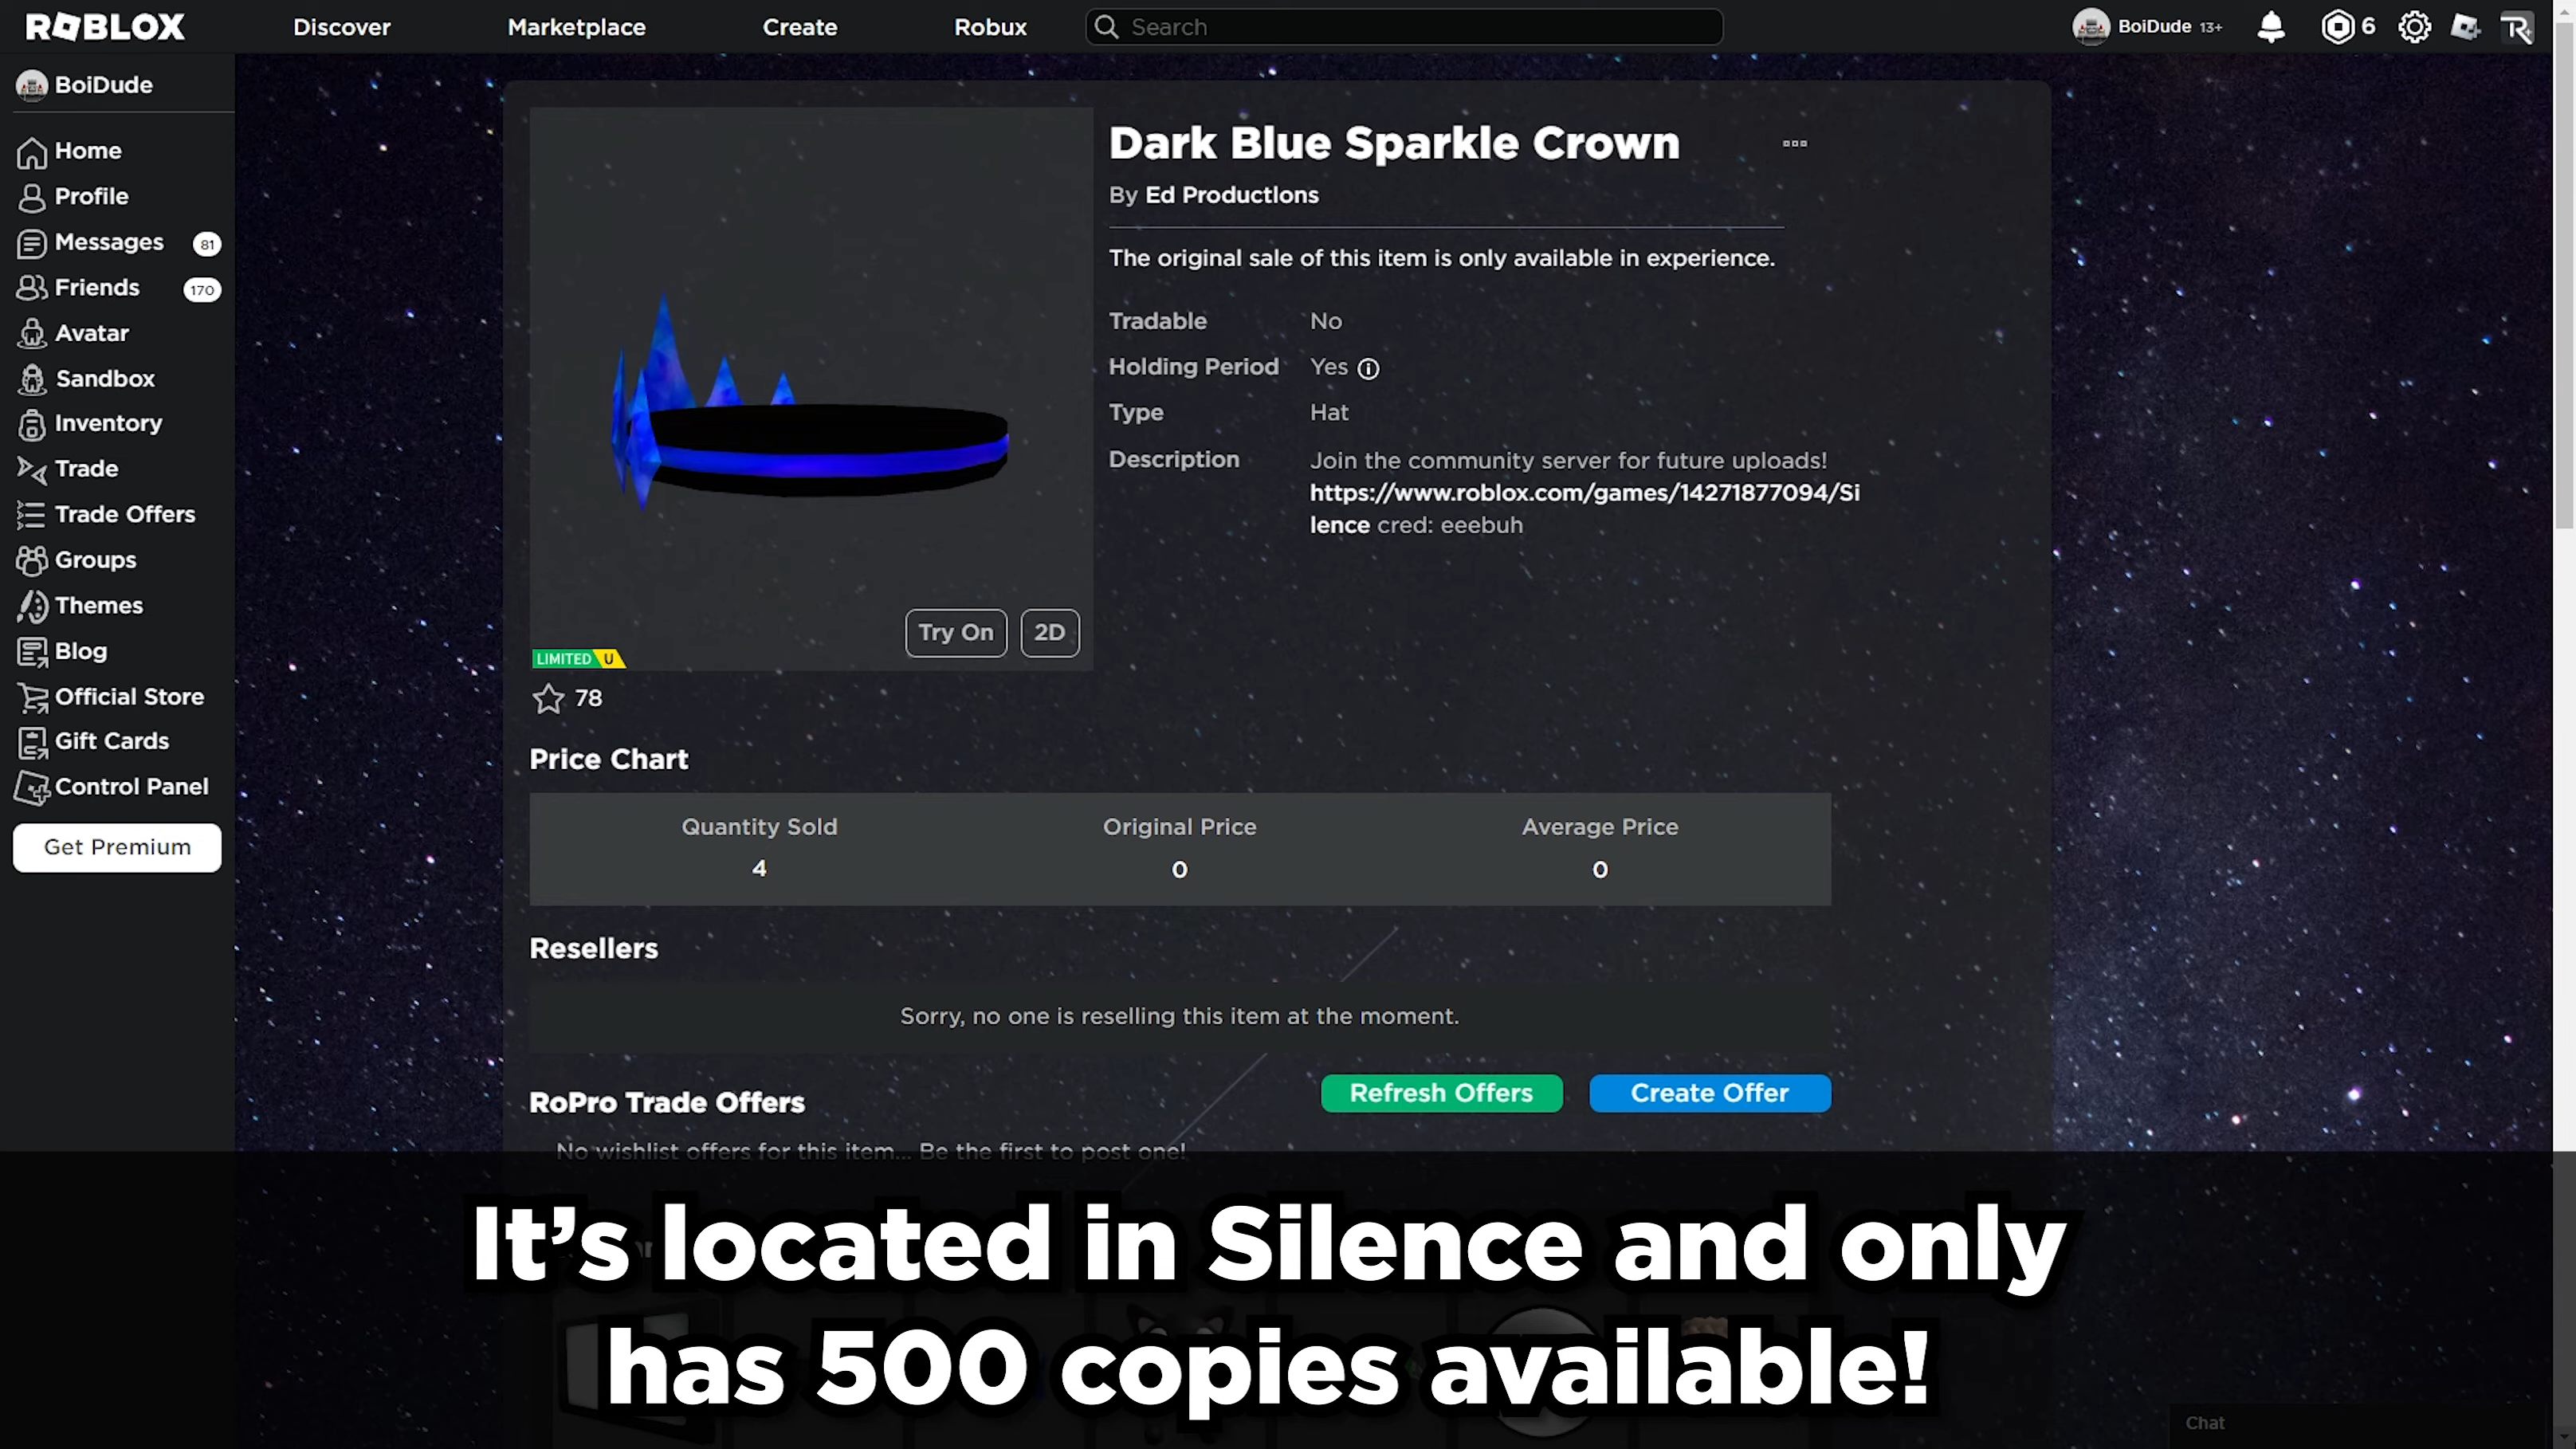 ROBLOX
Discover
Marketplace
Create
Robux
Search
BoiDude 13+
6
BoiDude
Home
Profile
Messages 81
Friends 170
Avatar
Sandbox
Inventory
Trade
Trade Offers
Groups
Themes
Blog
Official Store
Gift Cards
Control Panel
Get Premium
Try On
2D
LIMITED U
78
Dark Blue Sparkle Crown
By Ed ProductIons
The original sale of this item is only available in experience.
Tradable No
Holding Period Yes
Type Hat
Description Join the community server for future uploads!
https://www.roblox.com/games/14271877094/Si
lence cred: eeebuh
Price Chart
Quantity Sold Original Price Average Price
4 0 0
Resellers
Sorry, no one is reselling this item at the moment.
RoPro Trade Offers
Refresh Offers
Create Offer
No wishlist offers for this item... Be the first to post one!
It's located in Silence and only
has 500 copies available!
Chat